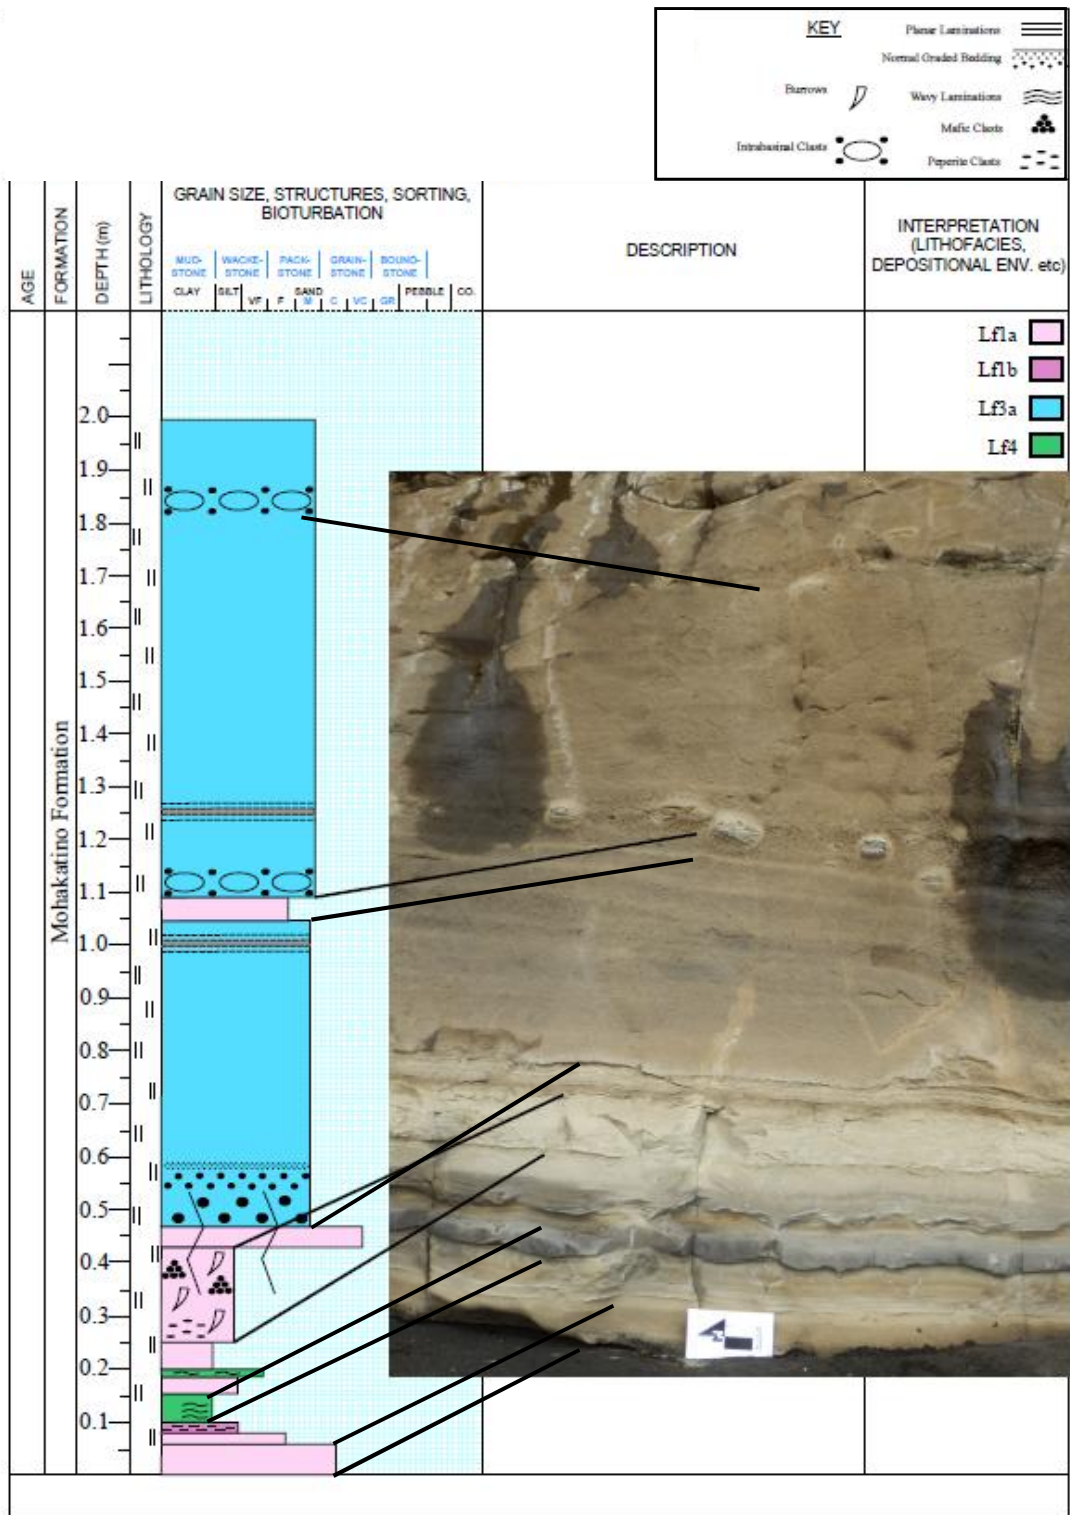 KEY
Planar Laminations
Normal Graded Bedding
Burrows
Wavy Laminations
Mafic Clasts
Intrabasinal Clasts
Peperite Clasts
AGE
FORMATION
DEPTH (m)
LITHOLOGY
GRAIN SIZE, STRUCTURES, SORTING,
BIOTURBATION
MUD-
STONE
WACKE-
STONE
PACK-
STONE
GRAIN-
STONE
BOUND-
STONE
CLAY
SILT
SAND
PEBBLE
CO.
VF
F
M
C
VC
GR
DESCRIPTION
INTERPRETATION
(LITHOFACIES,
DEPOSITIONAL ENV. etc)
Lf1a
Lf1b
Lf3a
Lf4
2.0
1.9
1.8
1.7
1.6
1.5
1.4
1.3
1.2
1.1
1.0
0.9
0.8
0.7
0.6
0.5
0.4
0.3
0.2
0.1
Mohakatino Formation